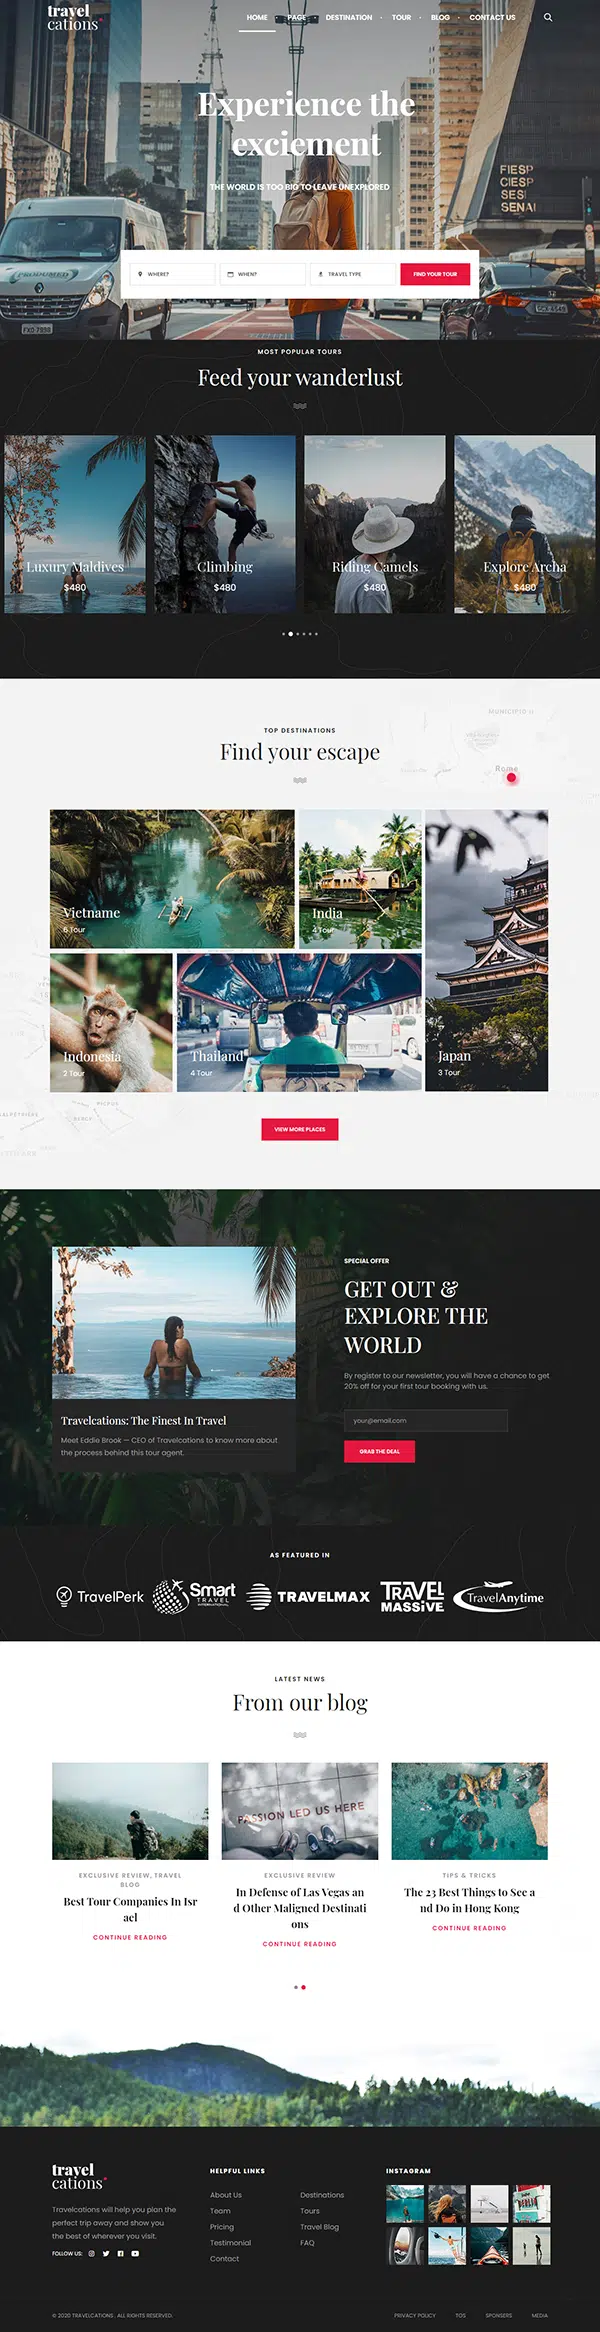 travel
cations
HOME PAGE DESTINATION TOUR BLOG CONTACT US
Experience the
exciement
THE WORLD IS TOO BIG TO LEAVE UNEXPLORED
FIESP
CIESP
SESI
SENAI
PRODUMED
WHERE? WHEN? TRAVEL TYPE FIND YOUR TOUR
MOST POPULAR TOURS
Feed your wanderlust
Luxury Maldives
$480
Climbing
$480
Riding Camels
$480
Explore Archa
$480
MUNICIPIO II
Rome
TOP DESTINATIONS
Find your escape
Vietname
6 Tour
India
4 Tour
Indonesia
2 Tour
Thailand
4 Tour
Japan
3 Tour
VIEW MORE PLACES
SPECIAL OFFER
GET OUT &
EXPLORE THE
WORLD
By register to our newsletter, you will have a chance to get
20% off for your first tour booking with us.
your@email.com
GRAB THE DEAL
Travelcations: The Finest In Travel
Meet Eddie Brook — CEO of Travelcations to know more about
the process behind this tour agent.
AS FEATURED IN
TravelPerk
Smart
TRAVEL
INTERNATIONAL
TRAVELMAX
TRAVEL
MASSIVE
TravelAnytime
LATEST NEWS
From our blog
PASSION LED US HERE
EXCLUSIVE REVIEW, TRAVEL
BLOG
Best Tour Companies In Isr
ael
CONTINUE READING
EXCLUSIVE REVIEW
In Defense of Las Vegas an
d Other Maligned Destinati
ons
CONTINUE READING
TIPS & TRICKS
The 23 Best Things to See a
nd Do in Hong Kong
CONTINUE READING
travel
cations
Travelcations will help you plan the
perfect trip away and show you
the best of wherever you visit.
FOLLOW US:
HELPFUL LINKS
About Us
Team
Pricing
Testimonial
Contact
Destinations
Tours
Travel Blog
FAQ
INSTAGRAM
BERLIN
© 2020 TRAVELCATIONS . ALL RIGHTS RESERVED.
PRIVACY POLICY TOS SPONSERS MEDIA